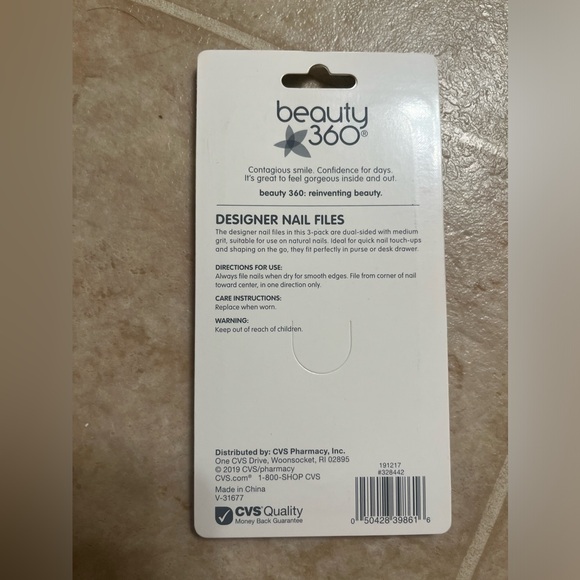 beauty
360®
Contagious smile. Confidence for days.
It's great to feel gorgeous inside and out.
beauty 360: reinventing beauty.
DESIGNER NAIL FILES
The designer nail files in this 3-pack are dual-sided with medium
grit, suitable for use on natural nails. Ideal for quick nail touch-ups
and shaping on the go, they fit perfectly in purse or desk drawer.
DIRECTIONS FOR USE:
Always file nails when dry for smooth edges. File from corner of nail
toward center, in one direction only.
CARE INSTRUCTIONS:
Replace when worn.
WARNING:
Keep out of reach of children.
Distributed by: CVS Pharmacy, Inc.
One CVS Drive, Woonsocket, RI 02895
© 2019 CVS/pharmacy
CVS.com® 1-800-SHOP CVS
Made in China
V-31677
CVS Quality
Money Back Guarantee
191217
#328442
0 50428 39861 6